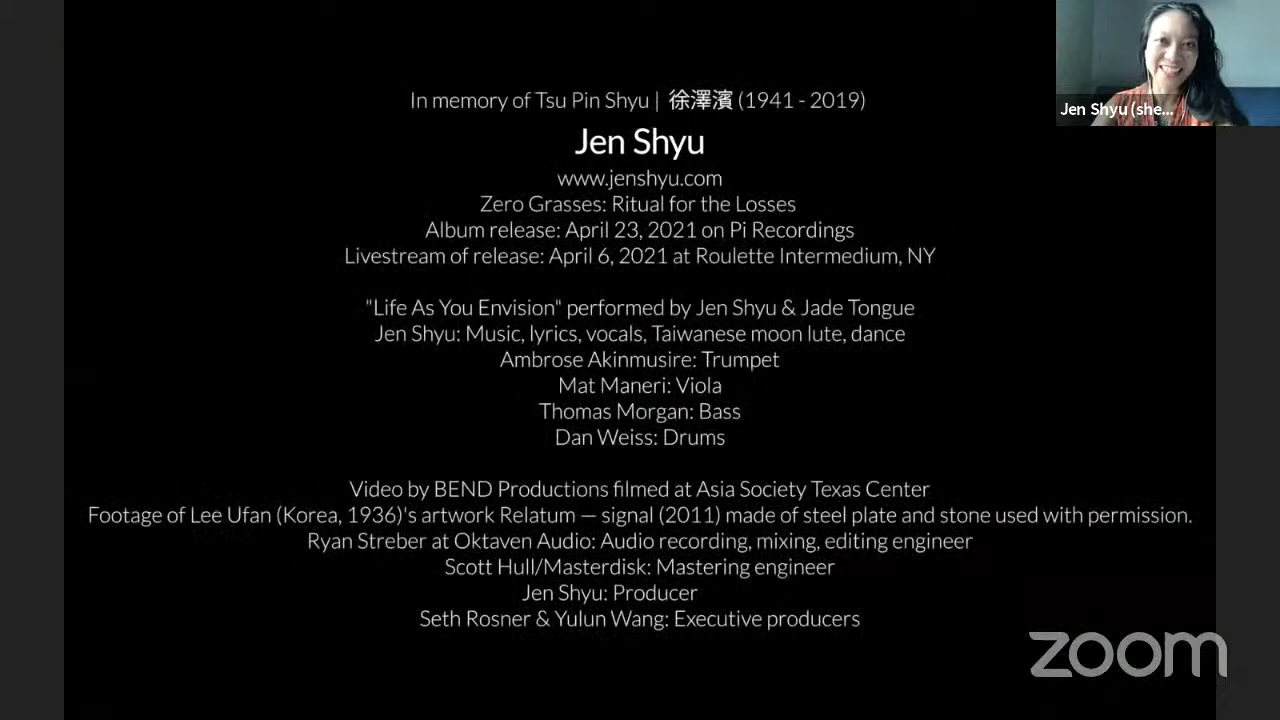 In memory of Tsu Pin Shyu | 徐澤濱 (1941 - 2019)
Jen Shyu
www.jenshyu.com
Zero Grasses: Ritual for the Losses
Album release: April 23, 2021 on Pi Recordings
Livestream of release: April 6, 2021 at Roulette Intermedium, NY
"Life As You Envision" performed by Jen Shyu & Jade Tongue
Jen Shyu: Music, lyrics, vocals, Taiwanese moon lute, dance
Ambrose Akinmusire: Trumpet
Mat Maneri: Viola
Thomas Morgan: Bass
Dan Weiss: Drums
Video by BEND Productions filmed at Asia Society Texas Center
Footage of Lee Ufan (Korea, 1936)'s artwork Relatum — signal (2011) made of steel plate and stone used with permission.
Ryan Streber at Oktaven Audio: Audio recording, mixing, editing engineer
Scott Hull/Masterdisk: Mastering engineer
Jen Shyu: Producer
Seth Rosner & Yulun Wang: Executive producers
Jen Shyu (she...
zoom